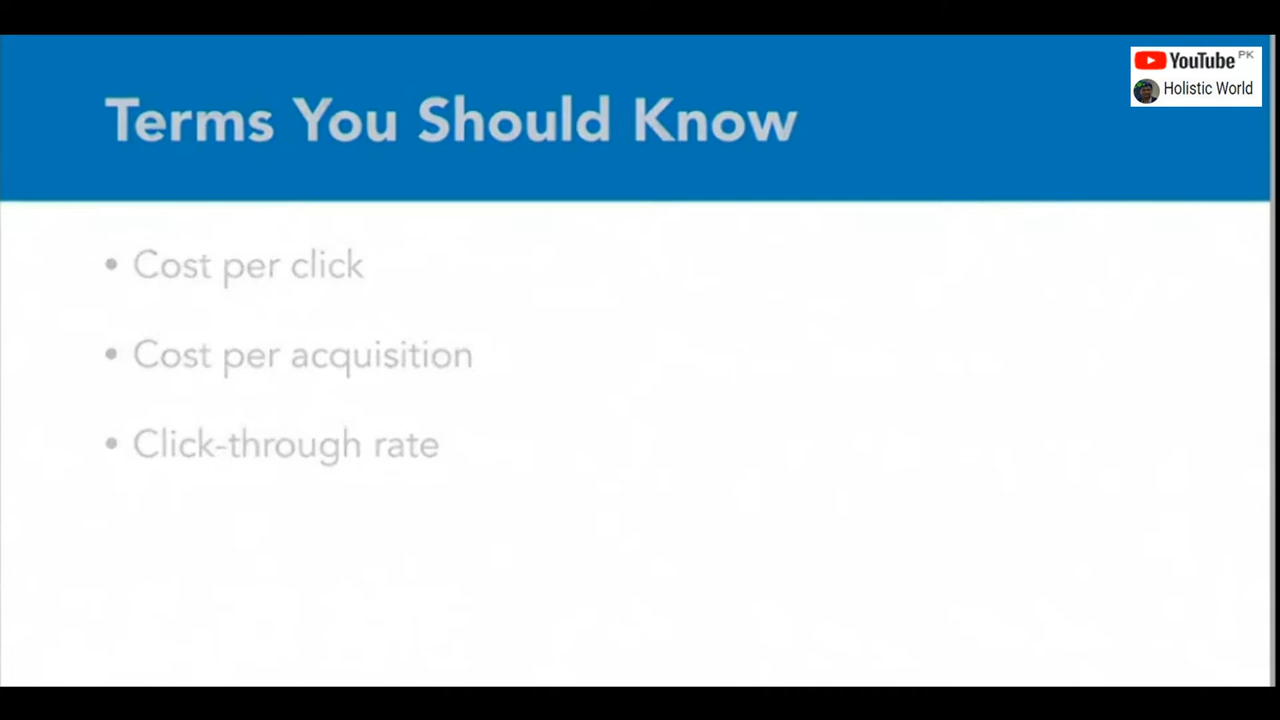 YouTube PK
Holistic World
Terms You Should Know
• Cost per click
• Cost per acquisition
• Click-through rate